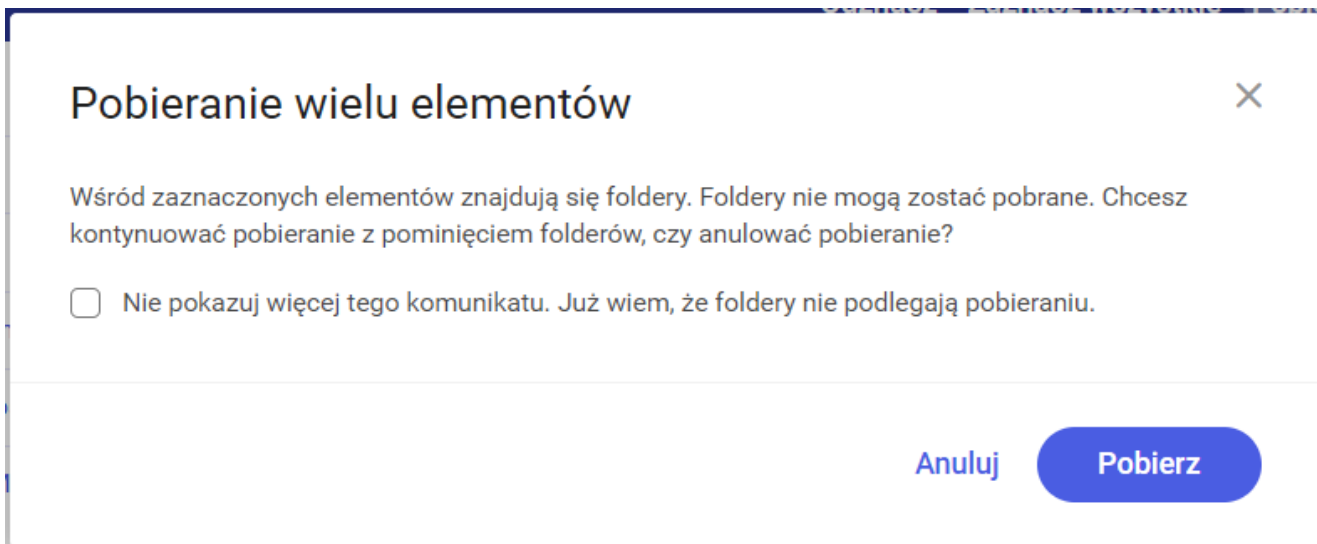 Pobieranie wielu elementów
Wśród zaznaczonych elementów znajdują się foldery. Foldery nie mogą zostać pobrane. Chcesz
kontynuować pobieranie z pominięciem folderów, czy anulować pobieranie?
Nie pokazuj więcej tego komunikatu. Już wiem, że foldery nie podlegają pobieraniu.
Anuluj Pobierz